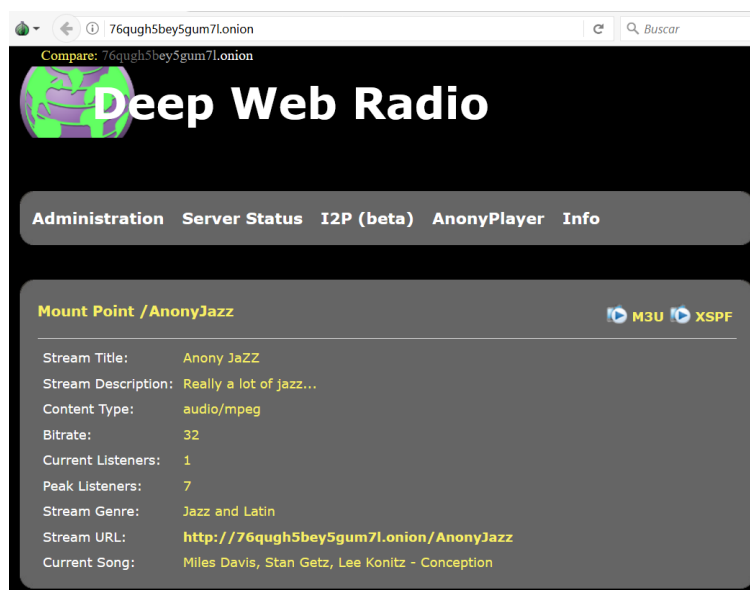 76qugh5bey5gum7l.onion
Buscar
Compare: 76qugh5bey5gum7l.onion
Deep Web Radio
Administration Server Status I2P (beta) AnonyPlayer Info
Mount Point /AnonyJazz M3U XSPF
Stream Title: Anony JaZZ
Stream Description: Really a lot of jazz...
Content Type: audio/mpeg
Bitrate: 32
Current Listeners: 1
Peak Listeners: 7
Stream Genre: Jazz and Latin
Stream URL: http://76qugh5bey5gum7l.onion/AnonyJazz
Current Song: Miles Davis, Stan Getz, Lee Konitz - Conception